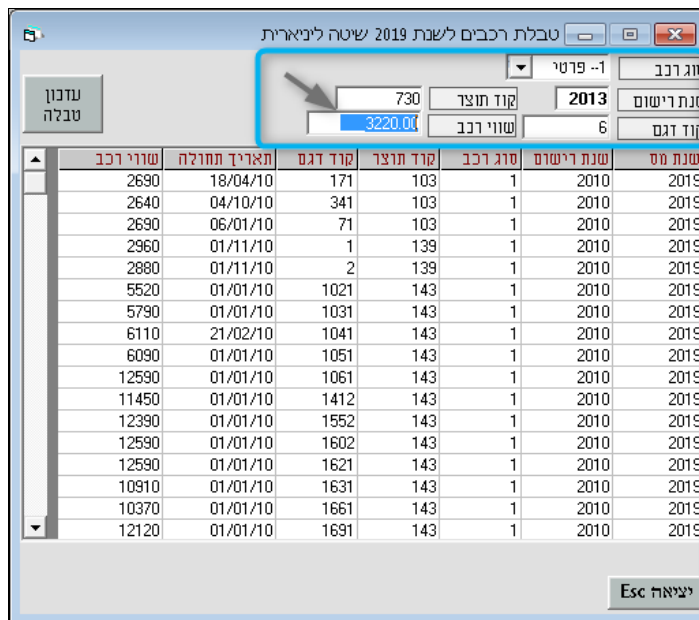 טבלת רכבים לשנת 2019 שיטה ליניארית
סוג רכב 1-- פרטי
שנת רישום 2013 קוד תוצר 730
קוד דגם 6 שווי רכב 3220.00
עדכון טבלה
שנת מס שנת רישום סוג רכב קוד תוצר קוד דגם תאריך תחולה שווי רכב
2019 2010 1 103 171 18/04/10 2690
2019 2010 1 103 341 04/10/10 2640
2019 2010 1 103 71 06/01/10 2690
2019 2010 1 139 1 01/11/10 2960
2019 2010 1 139 2 01/11/10 2880
2019 2010 1 143 1021 01/01/10 5520
2019 2010 1 143 1031 01/01/10 5790
2019 2010 1 143 1041 21/02/10 6110
2019 2010 1 143 1051 01/01/10 6090
2019 2010 1 143 1061 01/01/10 12590
2019 2010 1 143 1412 01/01/10 11450
2019 2010 1 143 1552 01/01/10 12390
2019 2010 1 143 1602 01/01/10 12590
2019 2010 1 143 1621 01/01/10 12590
2019 2010 1 143 1631 01/01/10 10910
2019 2010 1 143 1661 01/01/10 10370
2019 2010 1 143 1691 01/01/10 12120
יציאה Esc